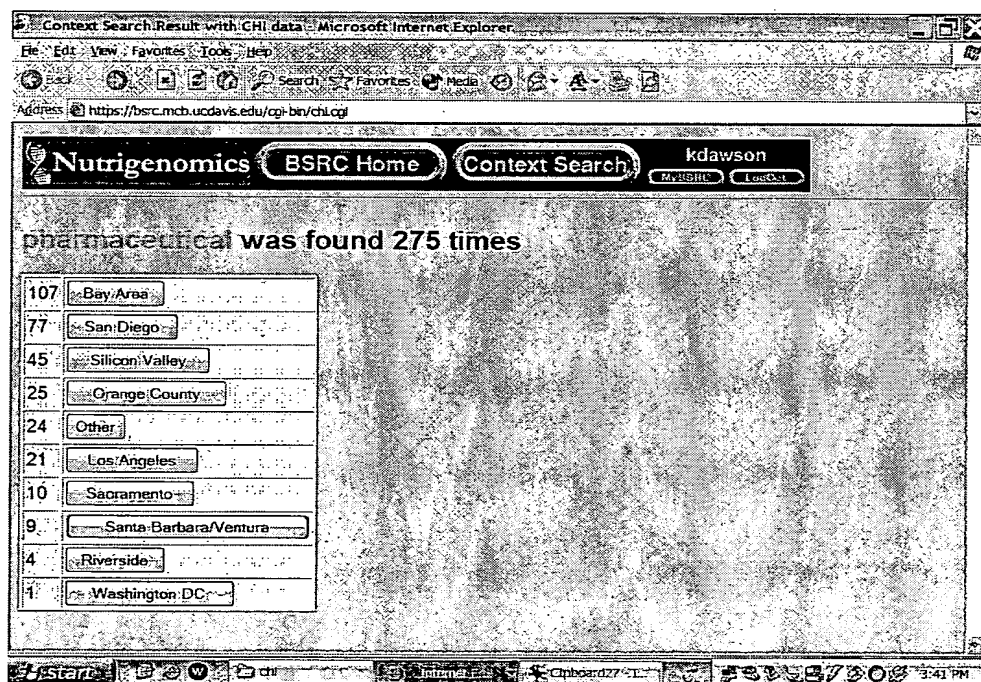 Context Search Result with CHI data - Microsoft Internet Explorer
File Edit View Favorites Tools Help
Back Search Favorites Media
Address https://bsrc.mcb.ucdavis.edu/cgi-bin/chi.cgi
Nutrigenomics BSRC Home Context Search kdawson
MyBSRC LogOut
pharmaceutical was found 275 times
107 Bay Area
77 San Diego
45 Silicon Valley
25 Orange County
24 Other
21 Los Angeles
10 Sacramento
9 Santa Barbara/Ventura
4 Riverside
1 Washington DC
Start chi 3:41 PM